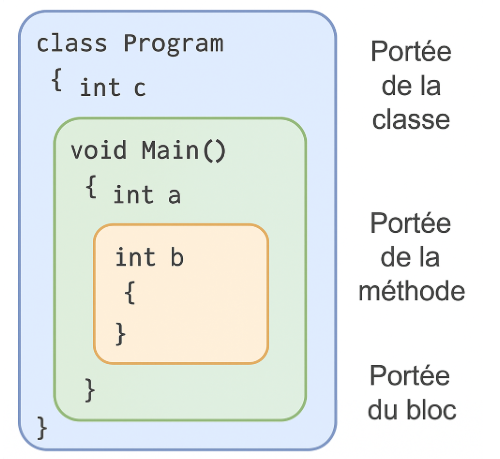 class Program
{ int c
void Main()
{ int a
int b
{
}
}
}
Portée
de la
classe
Portée
de la
méthode
Portée
du bloc